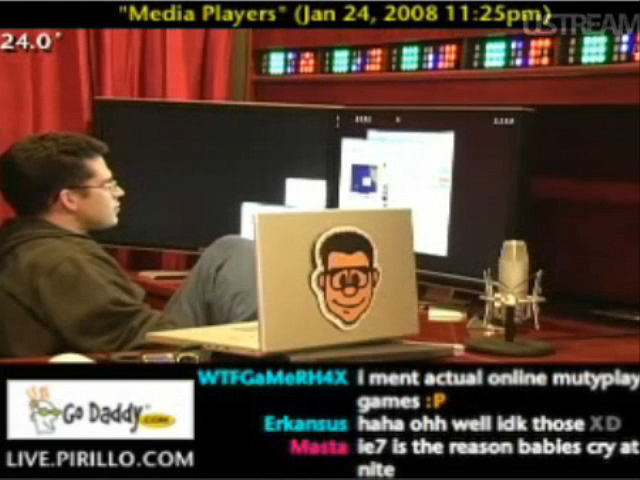 "Media Players" (Jan 24, 2008 11:25pm)
USTREAM
24.0°
WTFGaMeRH4X I ment actual online mutyplay
games :P
Erkansus haha ohh well idk those XD
Masta ie7 is the reason babies cry at
nite
Go Daddy.COM
LIVE.PIRILLO.COM